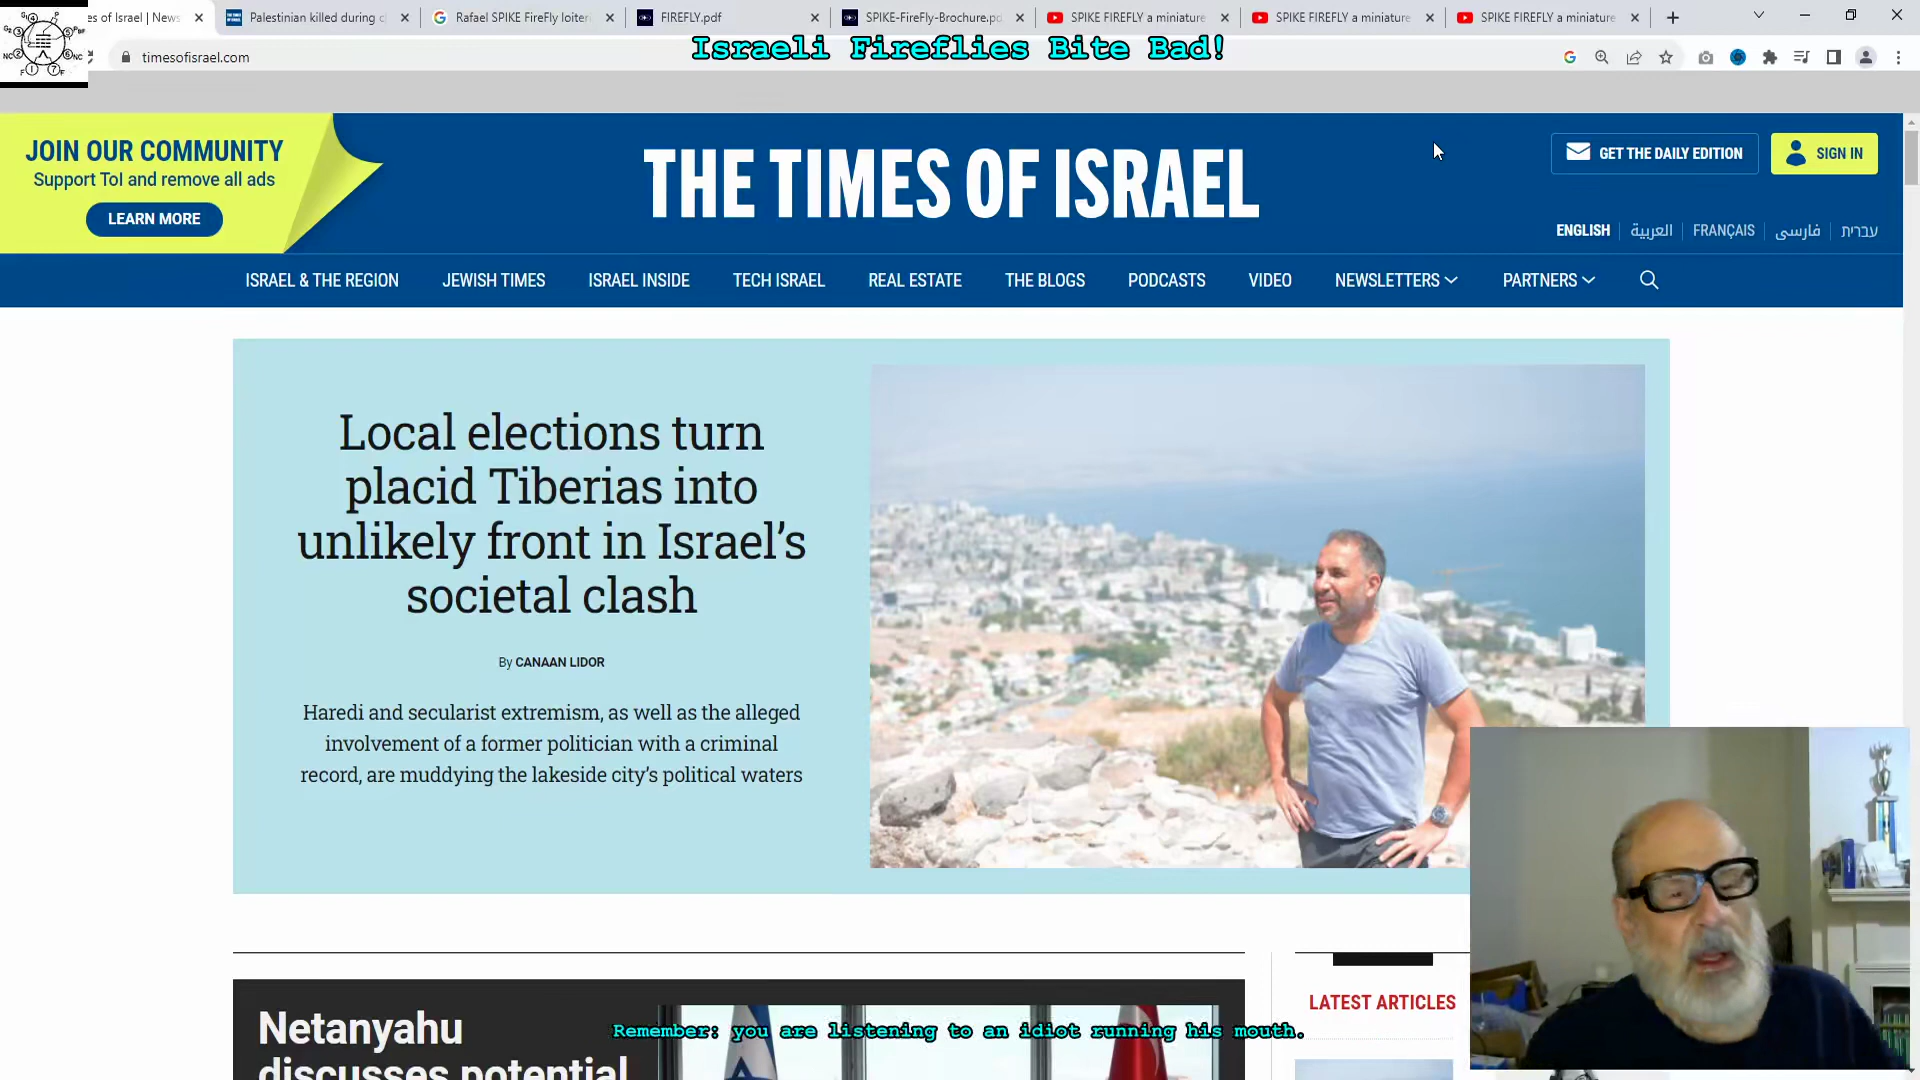 es of Israel | News
Palestinian killed during cl
Rafael SPIKE FireFly loiteri
FIREFLY.pdf
SPIKE-FireFly-Brochure.pd
SPIKE FIREFLY a miniature
SPIKE FIREFLY a miniature
SPIKE FIREFLY a miniature
Israeli Fireflies Bite Bad!
timesofisrael.com
JOIN OUR COMMUNITY
Support ToI and remove all ads
LEARN MORE
THE TIMES OF ISRAEL
GET THE DAILY EDITION
SIGN IN
ENGLISH
العربية
FRANÇAIS
فارسی
עברית
ISRAEL & THE REGION
JEWISH TIMES
ISRAEL INSIDE
TECH ISRAEL
REAL ESTATE
THE BLOGS
PODCASTS
VIDEO
NEWSLETTERS
PARTNERS
Local elections turn
placid Tiberias into
unlikely front in Israel's
societal clash
By CANAAN LIDOR
Haredi and secularist extremism, as well as the alleged
involvement of a former politician with a criminal
record, are muddying the lakeside city's political waters
LATEST ARTICLES
Netanyahu
discusses potential
Remember: you are listening to an idiot running his mouth.